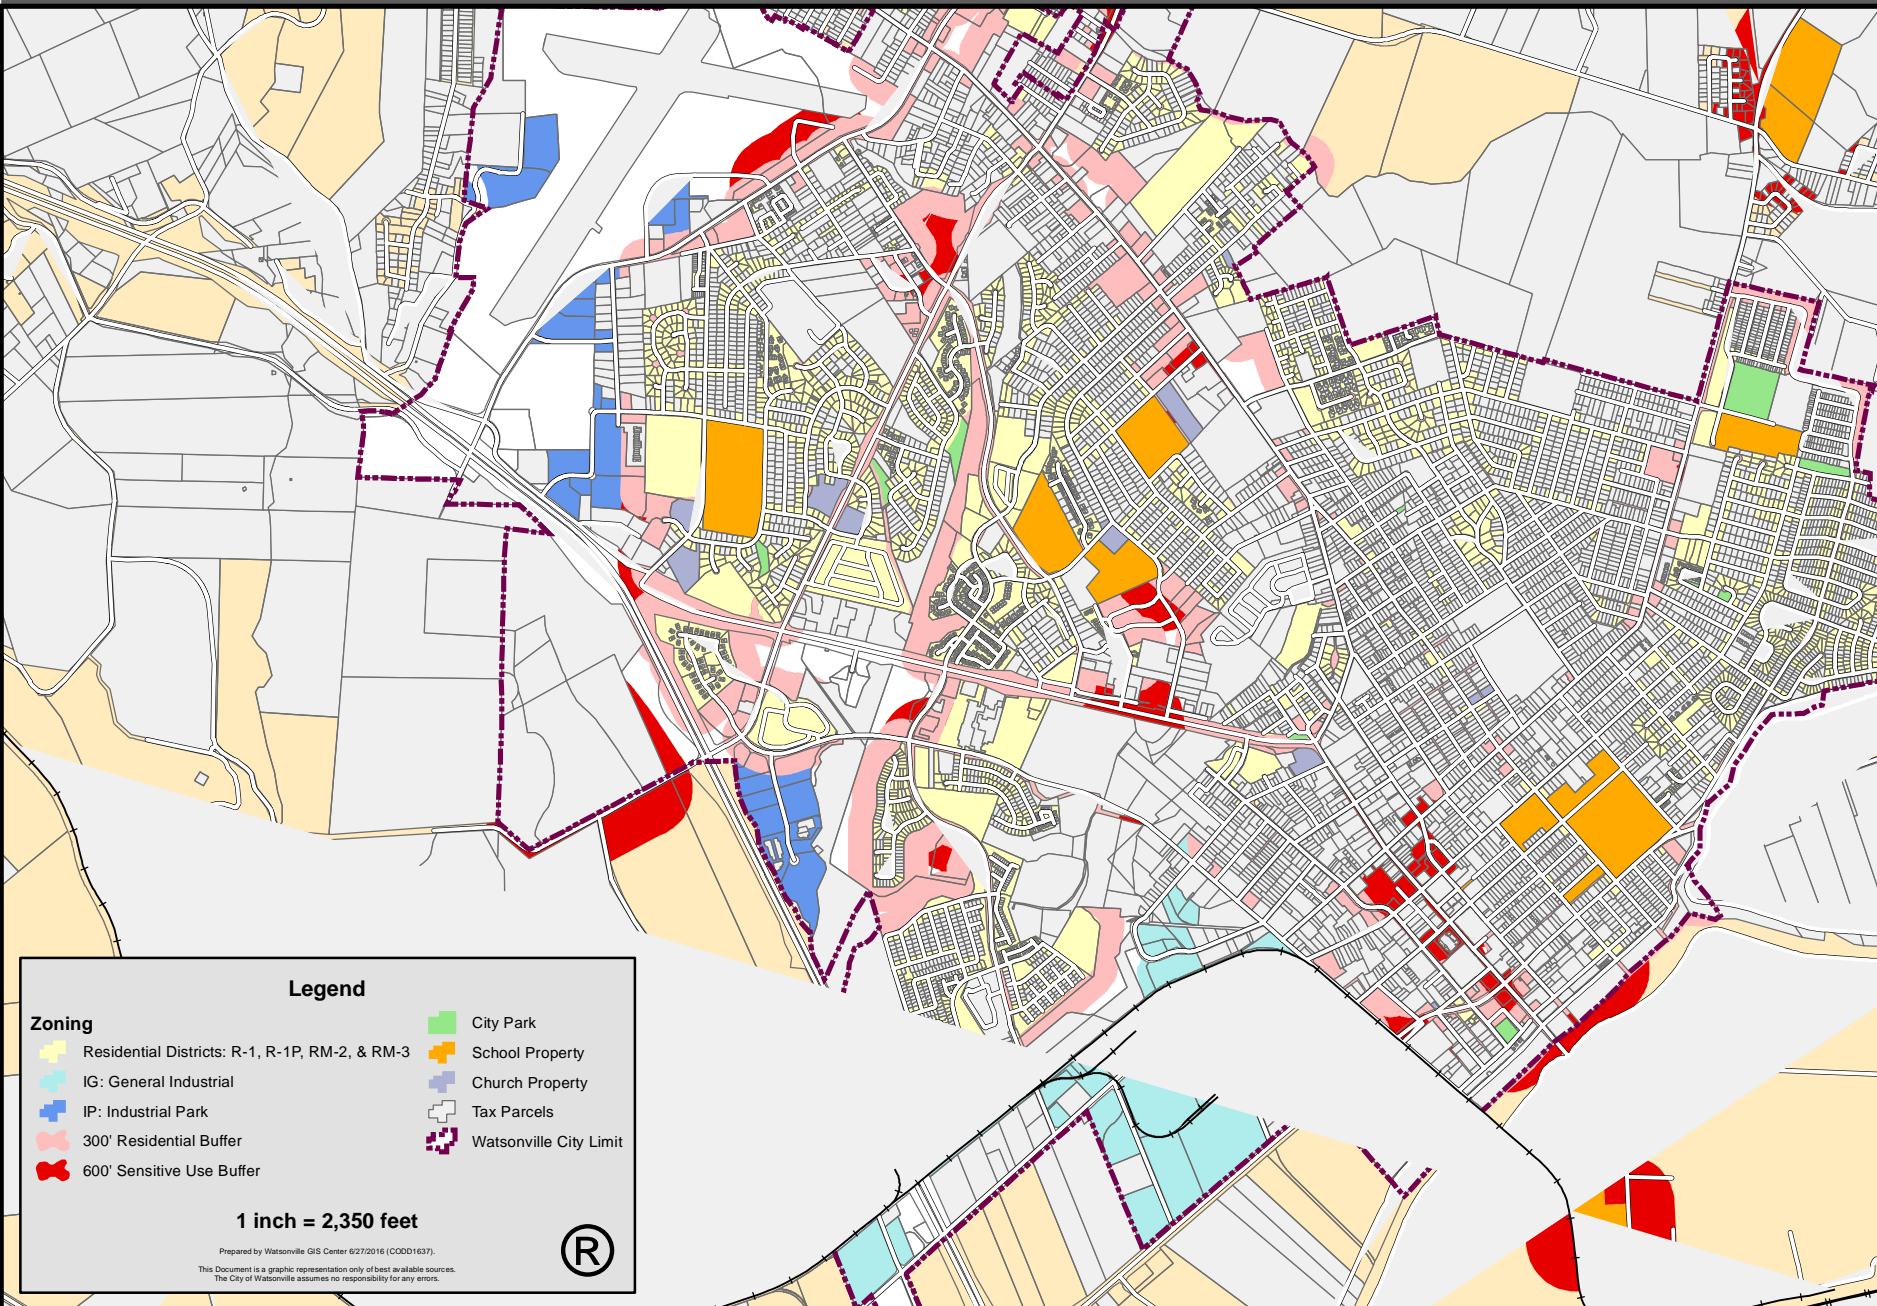 Legend
Zoning
Residential Districts: R-1, R-1P, RM-2, & RM-3
IG: General Industrial
IP: Industrial Park
300' Residential Buffer
600' Sensitive Use Buffer
City Park
School Property
Church Property
Tax Parcels
Watsonville City Limit
1 inch = 2,350 feet
Prepared by Watsonville GIS Center 6/27/2016 (CODD1637).
This Document is a graphic representation only of best available sources.
The City of Watsonville assumes no responsibility for any errors.
®